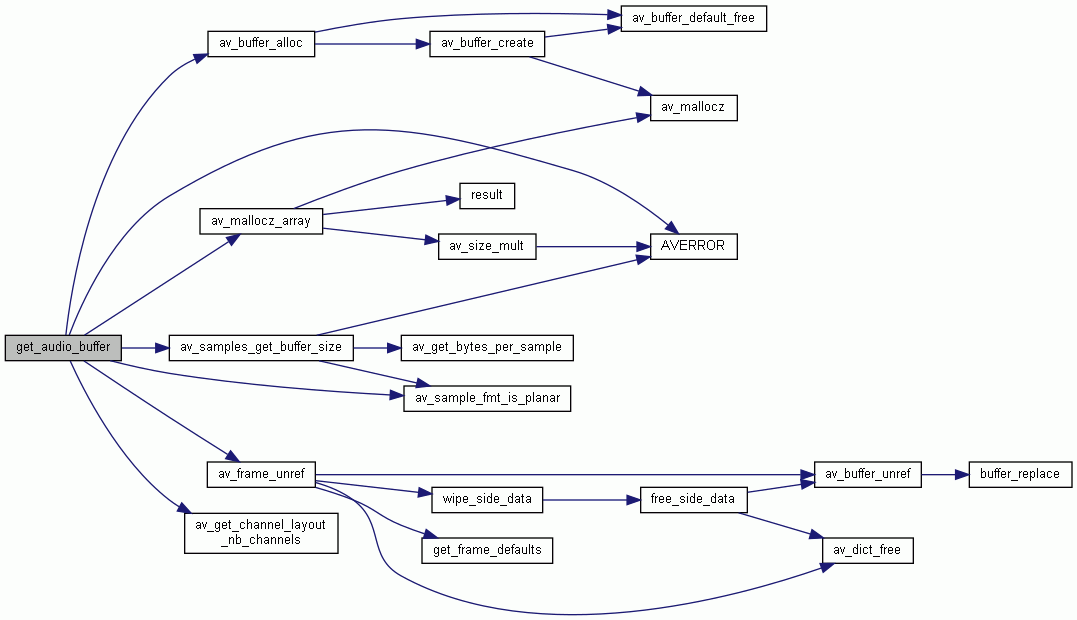 av_buffer_default_free
av_buffer_alloc
av_buffer_create
av_mallocz
result
av_mallocz_array
av_size_mult
AVERROR
get_audio_buffer
av_samples_get_buffer_size
av_get_bytes_per_sample
av_sample_fmt_is_planar
av_frame_unref
av_buffer_unref
buffer_replace
wipe_side_data
free_side_data
av_get_channel_layout
_nb_channels
get_frame_defaults
av_dict_free